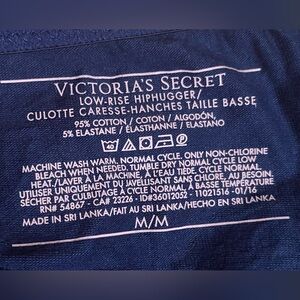 VICTORIA'S SECRET
LOW-RISE HIPHUGGER/
CULOTTE CARESSE-HANCHES TAILLE BASSE
95% COTTON / COTON / ALGODÓN,
5% ELASTANE / ELASTHANNE / ELASTANO
MACHINE WASH WARM, NORMAL CYCLE. ONLY NON-CHLORINE
BLEACH WHEN NEEDED. TUMBLE DRY NORMAL CYCLE LOW
HEAT./LAVER À LA MACHINE, À L'EAU TIÈDE. CYCLE NORMAL.
UTILISER UNIQUEMENT DU JAVELLISANT SANS CHLORE, AU BESOIN.
SÉCHER PAR CULBUTAGE À CYCLE NORMAL, À BASSE TEMPÉRATURE
RN# 54867 - CA# 23226 - ID#36012052 - 11021516 - 01/16
MADE IN SRI LANKA/FAIT AU SRI LANKA/HECHO EN SRI LANKA
M/M